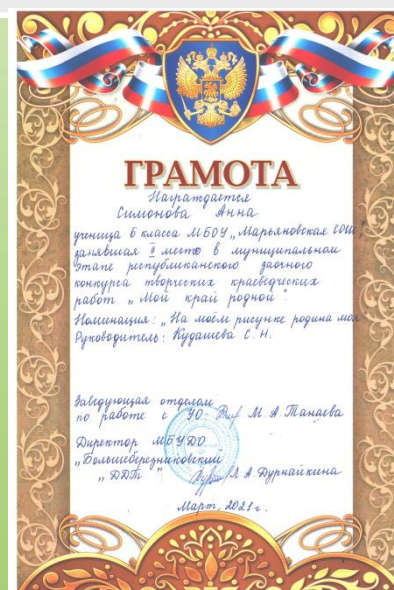 ГРАМОТА
Награждается
Симонова Анна
ученица 6 класса МБОУ „Марьяновская СОШ"
занявшая II место в муниципальном
этапе республиканского заочного
конкурса творческих краеведческих
работ „Мой край родной"
Номинация: „На моём рисунке родина моя"
Руководитель: Кудашева С. Н.
Заведующая отделом
по работе с УО: М. А. Танаева
Директор МБУДО
„Большеберезниковский
„ДДТ" Л. А. Дурнайкина
Март, 2021г.